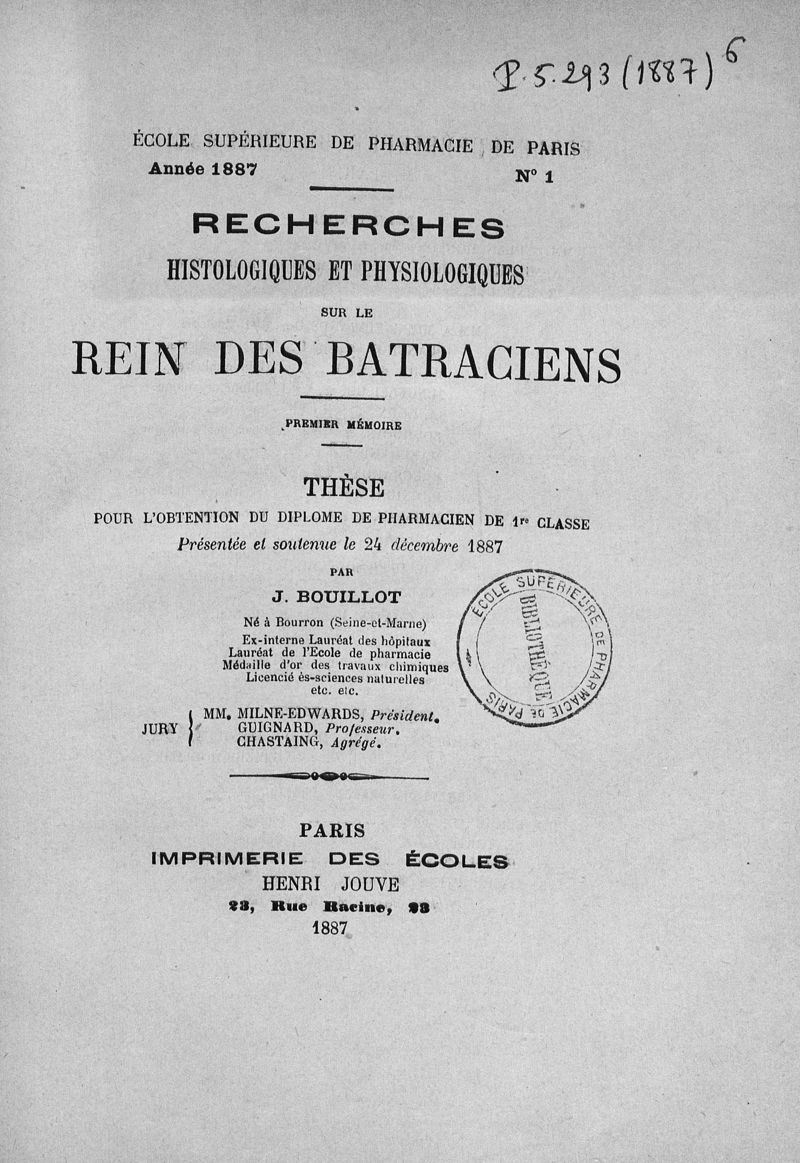 P. 5. 293 (1887) 6
ÉCOLE SUPÉRIEURE DE PHARMACIE DE PARIS
Année 1887 N° 1
RECHERCHES
HISTOLOGIQUES ET PHYSIOLOGIQUES
SUR LE
REIN DES BATRACIENS
PREMIER MÉMOIRE
THÈSE
POUR L'OBTENTION DU DIPLOME DE PHARMACIEN DE 1re CLASSE
Présentée et soutenue le 24 décembre 1887
PAR
J. BOUILLOT
Né à Bourron (Seine-et-Marne)
Ex-interne Lauréat des hôpitaux
Lauréat de l'Ecole de pharmacie
Médaille d'or des travaux chimiques
Licencié ès-sciences naturelles
etc. etc.
ÉCOLE SUPÉRIEURE DE PHARMACIE DE PARIS
BIBLIOTHÈQUE
JURY { MM. MILNE-EDWARDS, Président.
GUIGNARD, Professeur.
CHASTAING, Agrégé.
PARIS
IMPRIMERIE DES ÉCOLES
HENRI JOUVE
23, Rue Racine, 23
1887